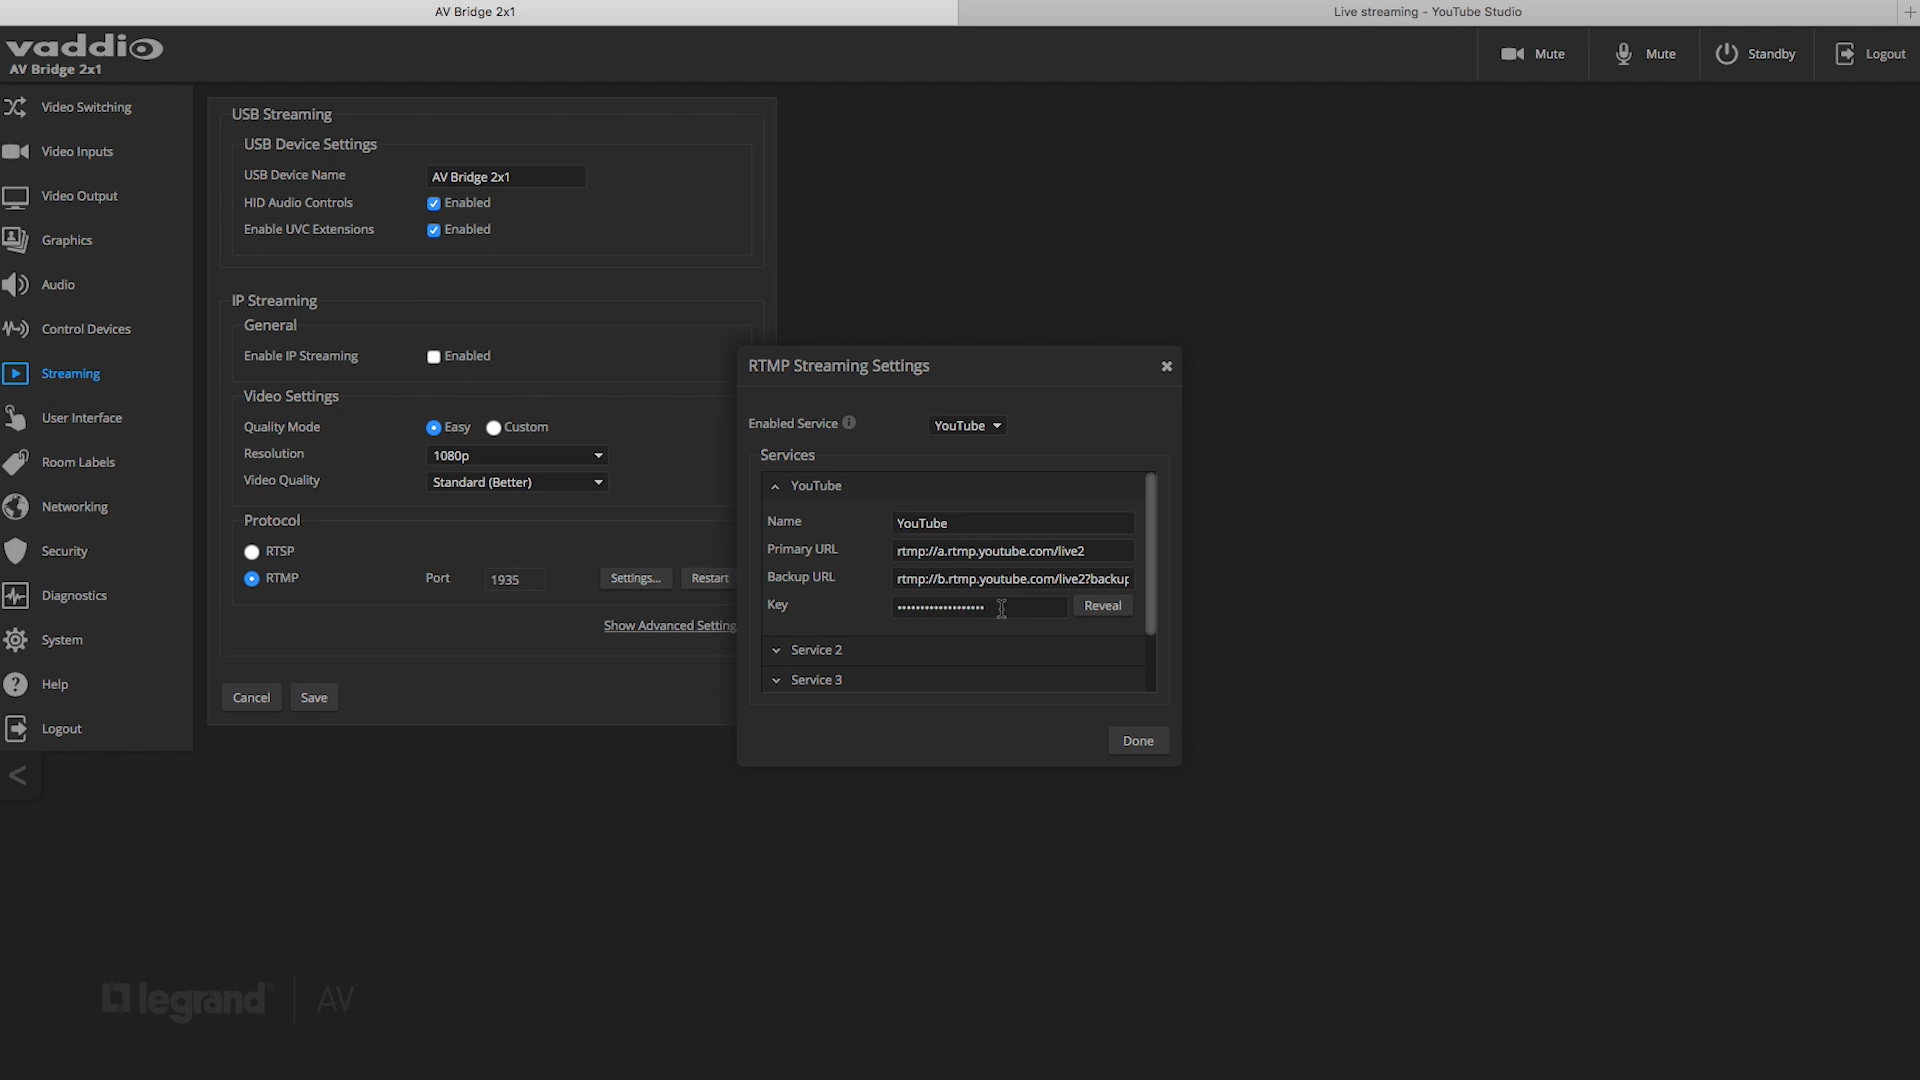 AV Bridge 2x1
Live streaming - YouTube Studio
+
vaddio
AV Bridge 2x1
Mute
Mute
Standby
Logout
Video Switching
Video Inputs
Video Output
Graphics
Audio
Control Devices
Streaming
User Interface
Room Labels
Networking
Security
Diagnostics
System
Help
Logout
<
USB Streaming
USB Device Settings
USB Device Name AV Bridge 2x1
HID Audio Controls Enabled
Enable UVC Extensions Enabled
IP Streaming
General
Enable IP Streaming Enabled
Video Settings
Quality Mode Easy Custom
Resolution 1080p
Video Quality Standard (Better)
Protocol
RTSP
RTMP Port 1935 Settings... Restart
Show Advanced Setting
Cancel Save
RTMP Streaming Settings
Enabled Service YouTube
Services
YouTube
Name YouTube
Primary URL rtmp://a.rtmp.youtube.com/live2
Backup URL rtmp://b.rtmp.youtube.com/live2?backup
Key ••••••••••••••••••• Reveal
Service 2
Service 3
Done
legrand® AV